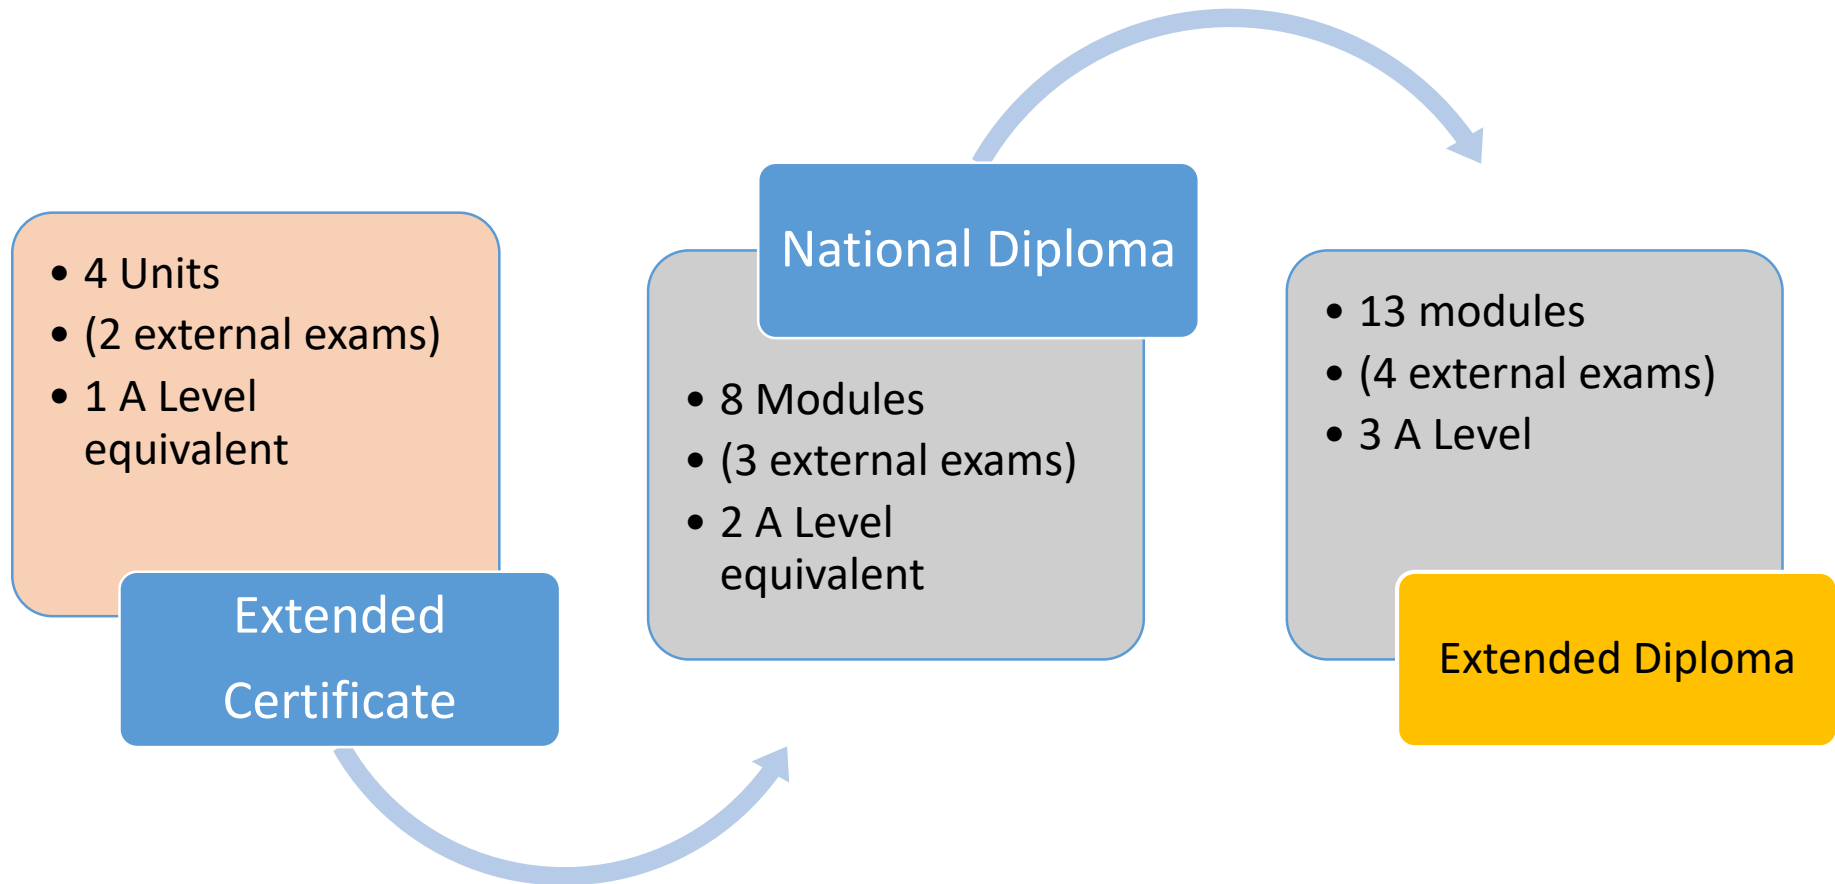 • 4 Units
• (2 external exams)
• 1 A Level
equivalent
Extended
Certificate
National Diploma
• 8 Modules
• (3 external exams)
• 2 A Level
equivalent
• 13 modules
• (4 external exams)
• 3 A Level
Extended Diploma